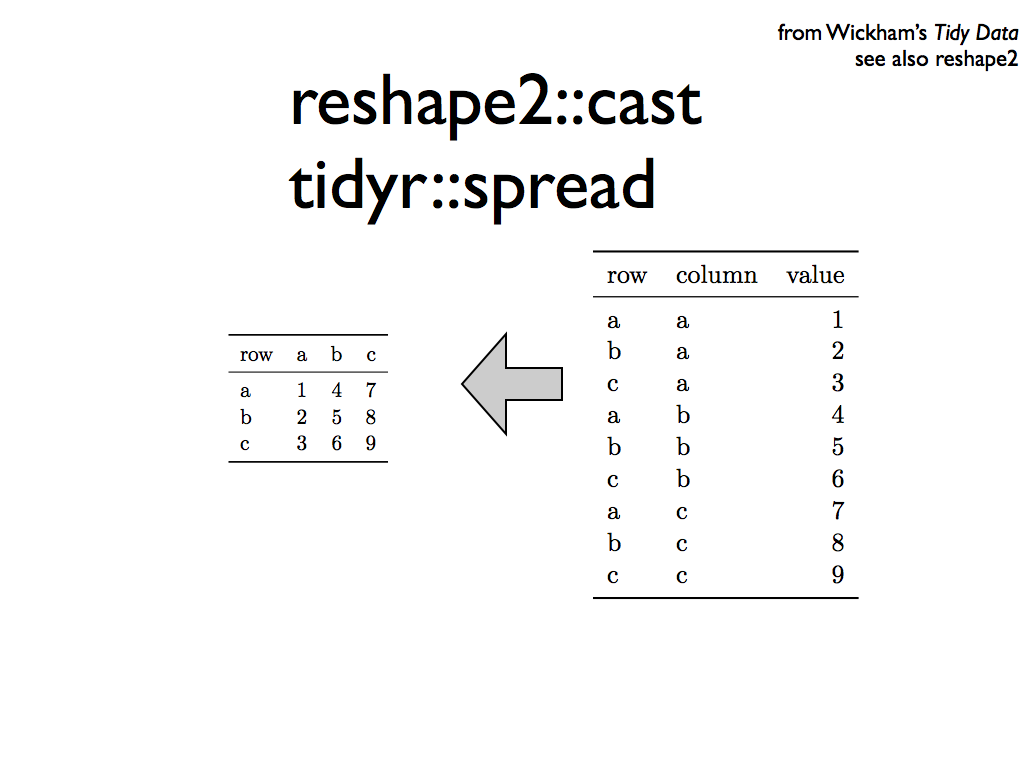 from Wickham's Tidy Data
see also reshape2
reshape2::cast
tidyr::spread
row a b c
a 1 4 7
b 2 5 8
c 3 6 9
row column value
a a 1
b a 2
c a 3
a b 4
b b 5
c b 6
a c 7
b c 8
c c 9